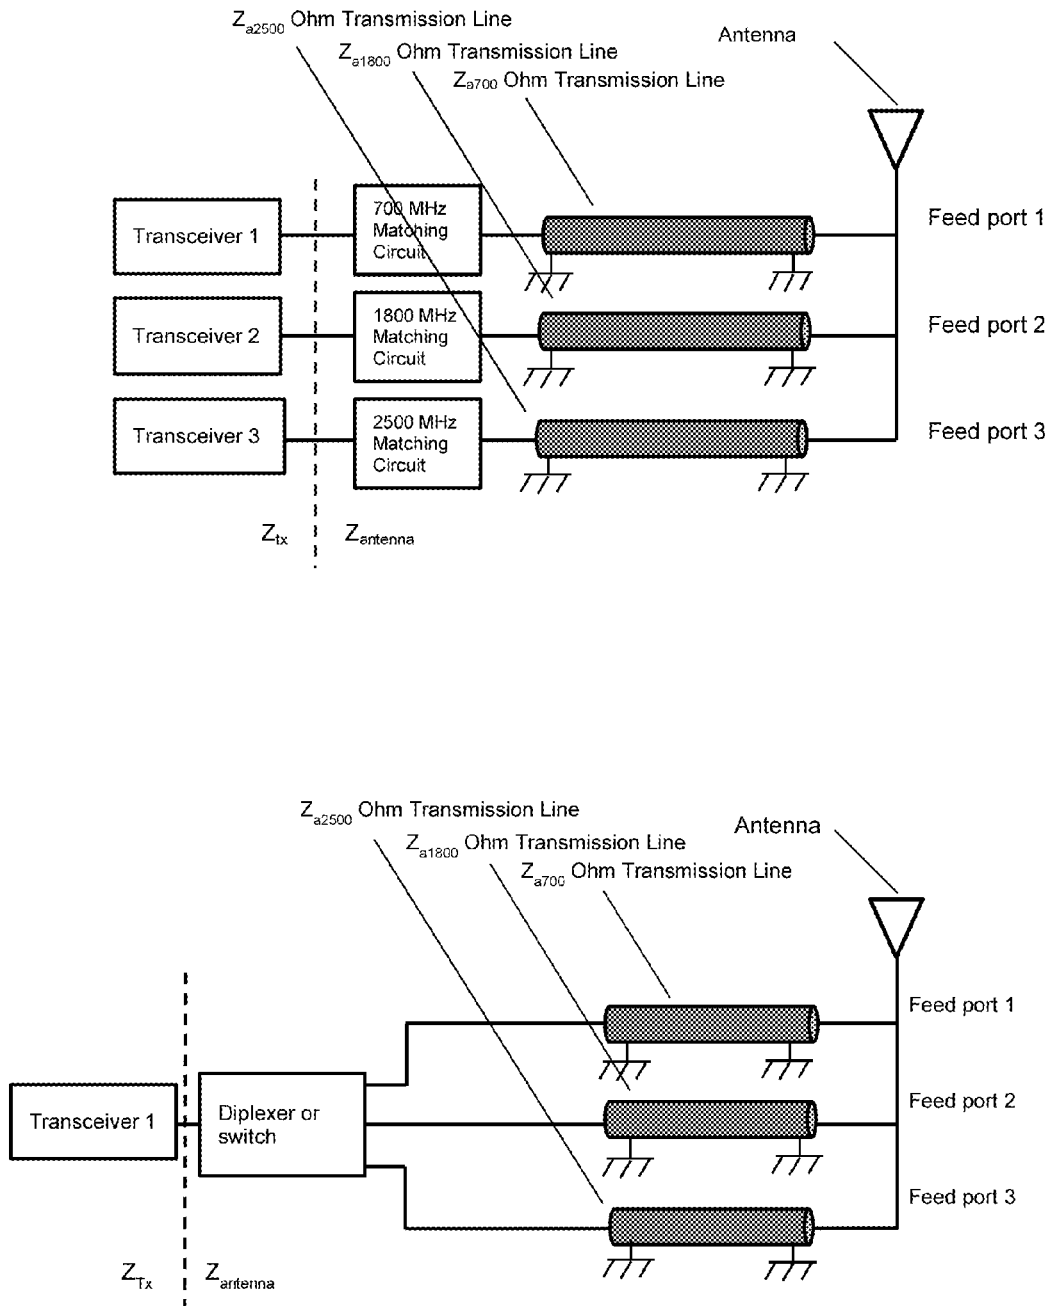 Za2500 Ohm Transmission Line
Za1800 Ohm Transmission Line
Za700 Ohm Transmission Line
Antenna
Transceiver 1
700 MHz
Matching
Circuit
Feed port 1
Transceiver 2
1800 MHz
Matching
Circuit
Feed port 2
Transceiver 3
2500 MHz
Matching
Circuit
Feed port 3
Ztx
Zantenna
Za2500 Ohm Transmission Line
Za1800 Ohm Transmission Line
Za700 Ohm Transmission Line
Antenna
Feed port 1
Transceiver 1
Diplexer or
switch
Feed port 2
Feed port 3
ZTx
Zantenna